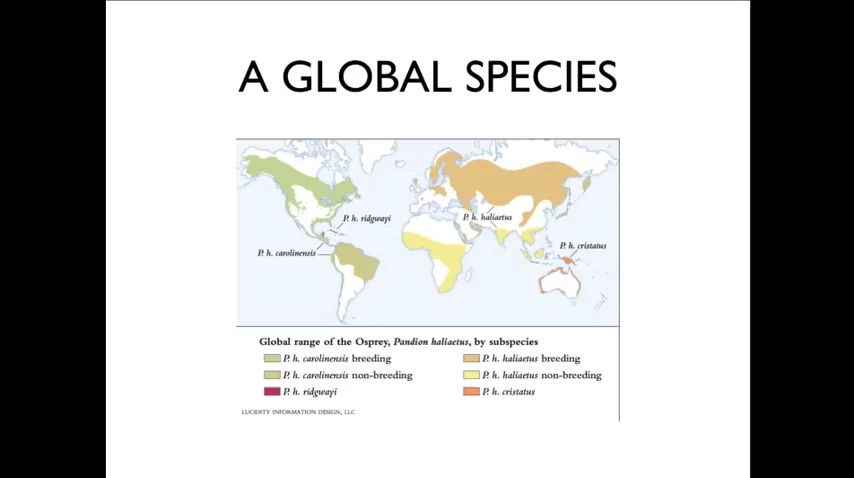 A GLOBAL SPECIES
P. h. ridgwayi
P. h. haliaetus
P. h. carolinensis
P. h. cristatus
Global range of the Osprey, Pandion haliaetus, by subspecies
P. h. carolinensis breeding
P. h. haliaetus breeding
P. h. carolinensis non-breeding
P. h. haliaetus non-breeding
P. h. ridgwayi
P. h. cristatus
LUCIDITY INFORMATION DESIGN, LLC